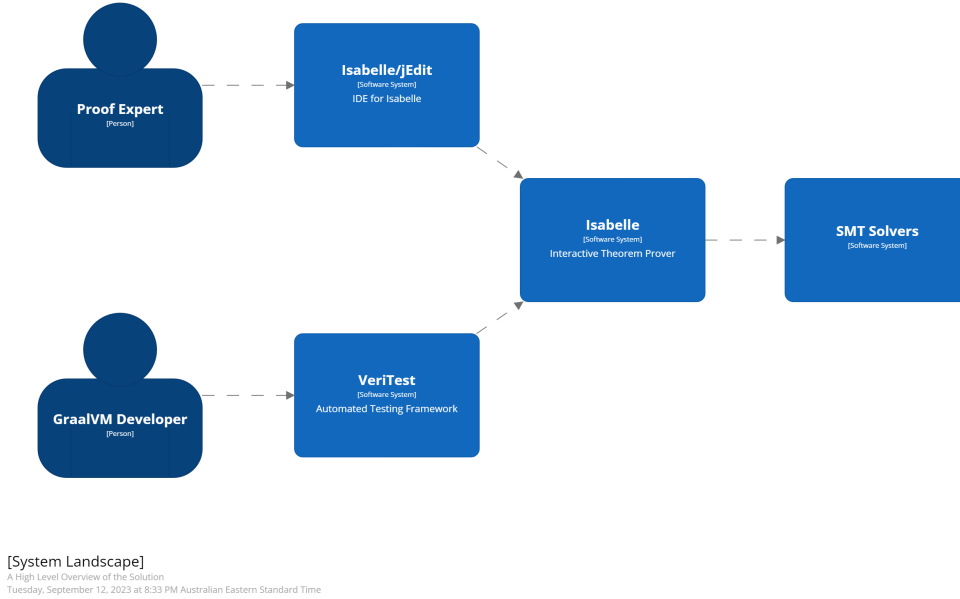 Proof Expert
[Person]
Isabelle/jEdit
[Software System]
IDE for Isabelle
Isabelle
[Software System]
Interactive Theorem Prover
SMT Solvers
[Software System]
GraalVM Developer
[Person]
VeriTest
[Software System]
Automated Testing Framework
[System Landscape]
A High Level Overview of the Solution
Tuesday, September 12, 2023 at 8:33 PM Australian Eastern Standard Time